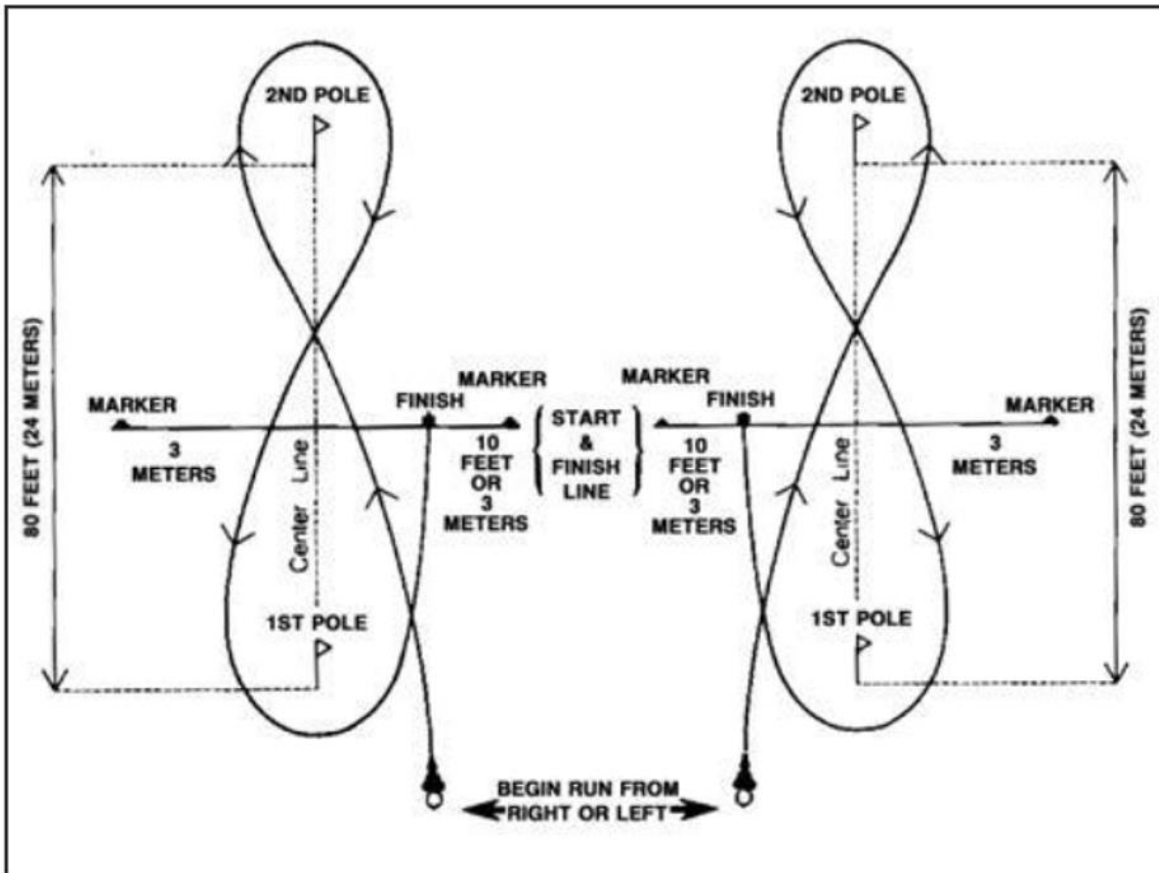 2ND POLE
2ND POLE
80 FEET (24 METERS)
80 FEET (24 METERS)
MARKER
3
METERS
Center Line
FINISH
MARKER
10
FEET
OR
3
METERS
START
&
FINISH
LINE
MARKER
FINISH
10
FEET
OR
3
METERS
Center Line
MARKER
3
METERS
1ST POLE
1ST POLE
BEGIN RUN FROM
RIGHT OR LEFT